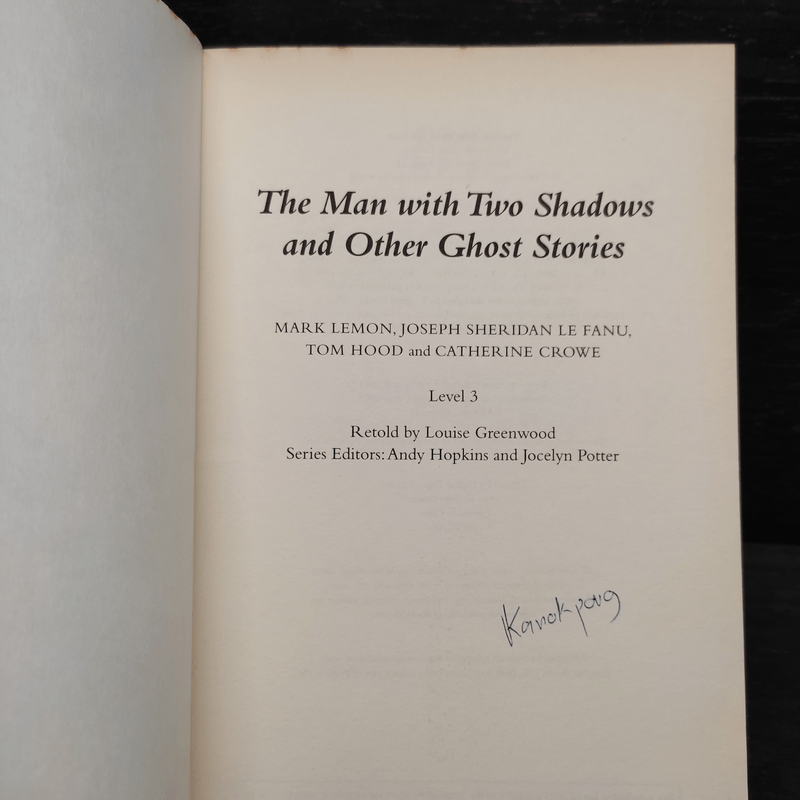 The Man with Two Shadows
and Other Ghost Stories
MARK LEMON, JOSEPH SHERIDAN LE FANU,
TOM HOOD and CATHERINE CROWE
Level 3
Retold by Louise Greenwood
Series Editors: Andy Hopkins and Jocelyn Potter
Kanokpong